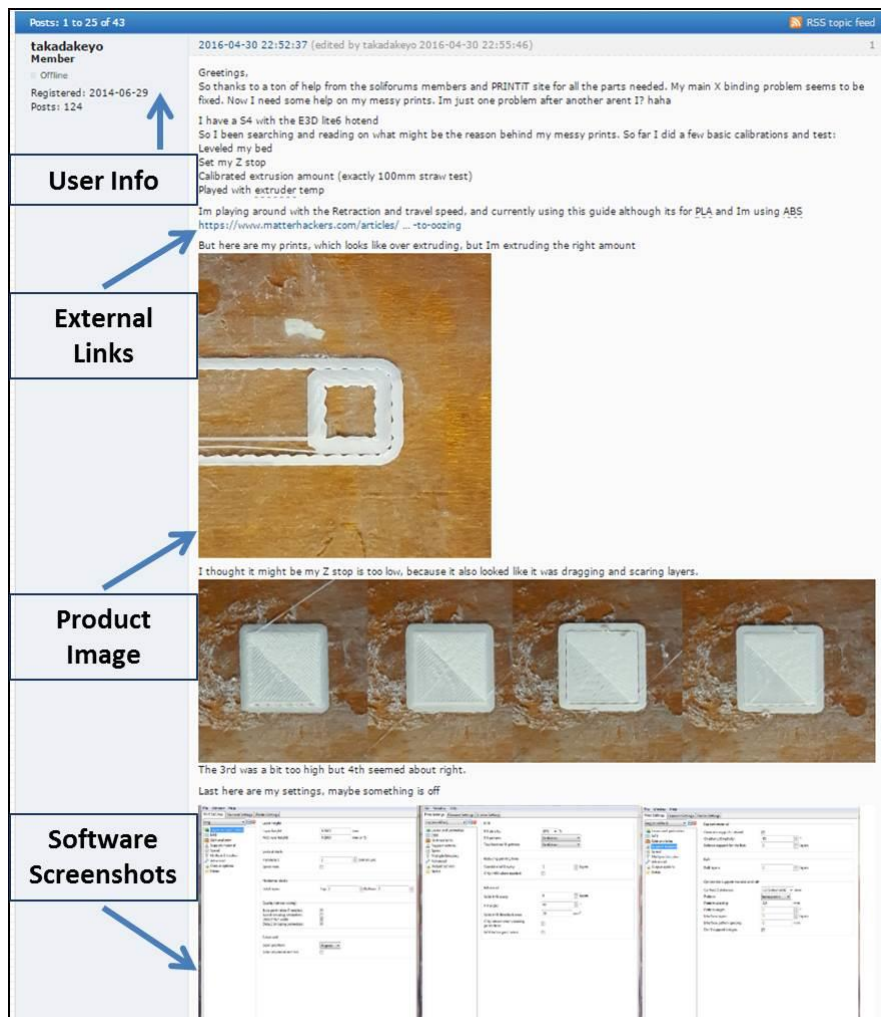 Posts: 1 to 25 of 43
RSS topic feed
takadakeyo
Member
Offline
Registered: 2014-06-29
Posts: 124
2016-04-30 22:52:37 (edited by takadakeyo 2016-04-30 22:55:46)
1
Greetings,
So thanks to a ton of help from the soliforums members and PRINTiT site for all the parts needed. My main X binding problem seems to be
fixed. Now I need some help on my messy prints. Im just one problem after another arent I? haha
I have a S4 with the E3D lite6 hotend
So I been searching and reading on what might be the reason behind my messy prints. So far I did a few basic calibrations and test:
Leveled my bed
Set my Z stop
Calibrated extrusion amount (exactly 100mm straw test)
Played with extruder temp
Im playing around with the Retraction and travel speed, and currently using this guide although its for PLA and Im using ABS
https://www.matterhackers.com/articles/ ... -to-oozing
But here are my prints, which looks like over extruding, but Im extruding the right amount
I thought it might be my Z stop is too low, because it also looked like it was dragging and scaring layers.
The 3rd was a bit too high but 4th seemed about right.
Last here are my settings, maybe something is off
User Info
External
Links
Product
Image
Software
Screenshots